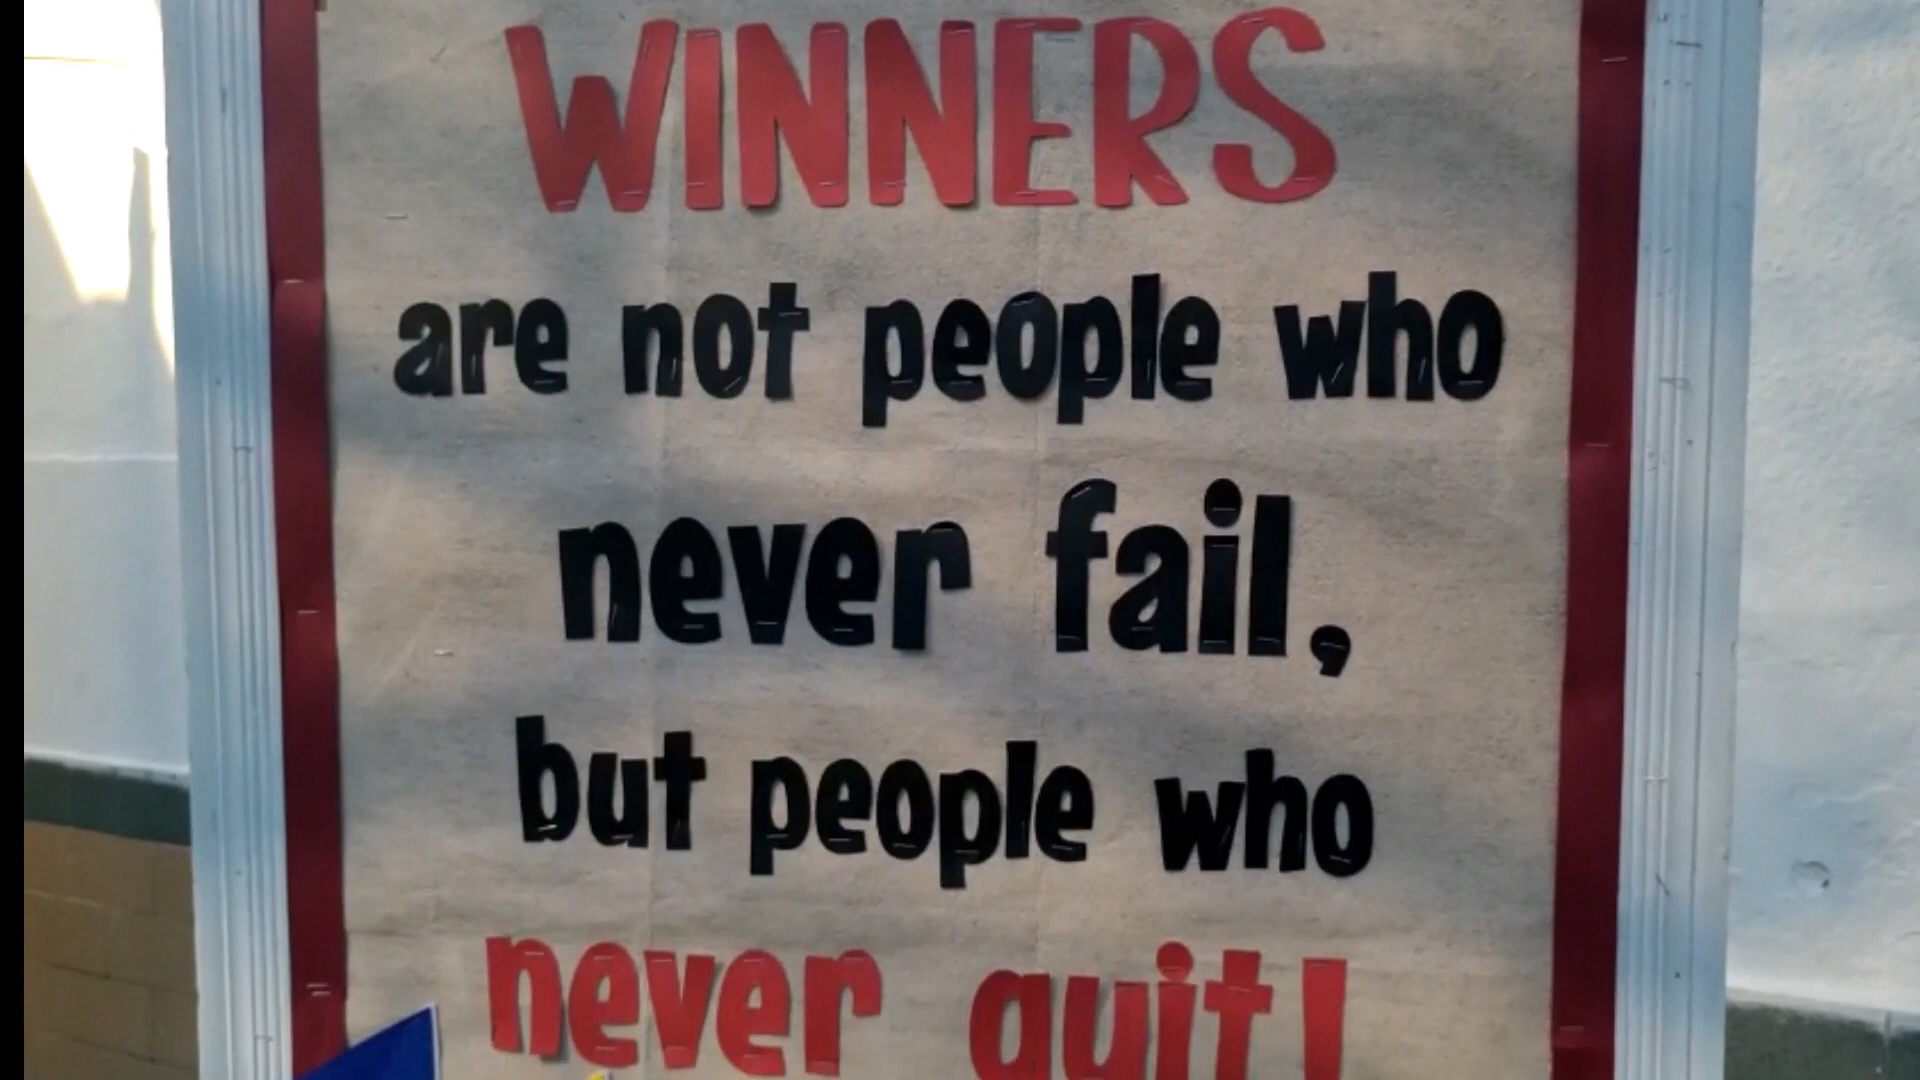 WINNERS
are not people who
never fail,
but people who
never quit!